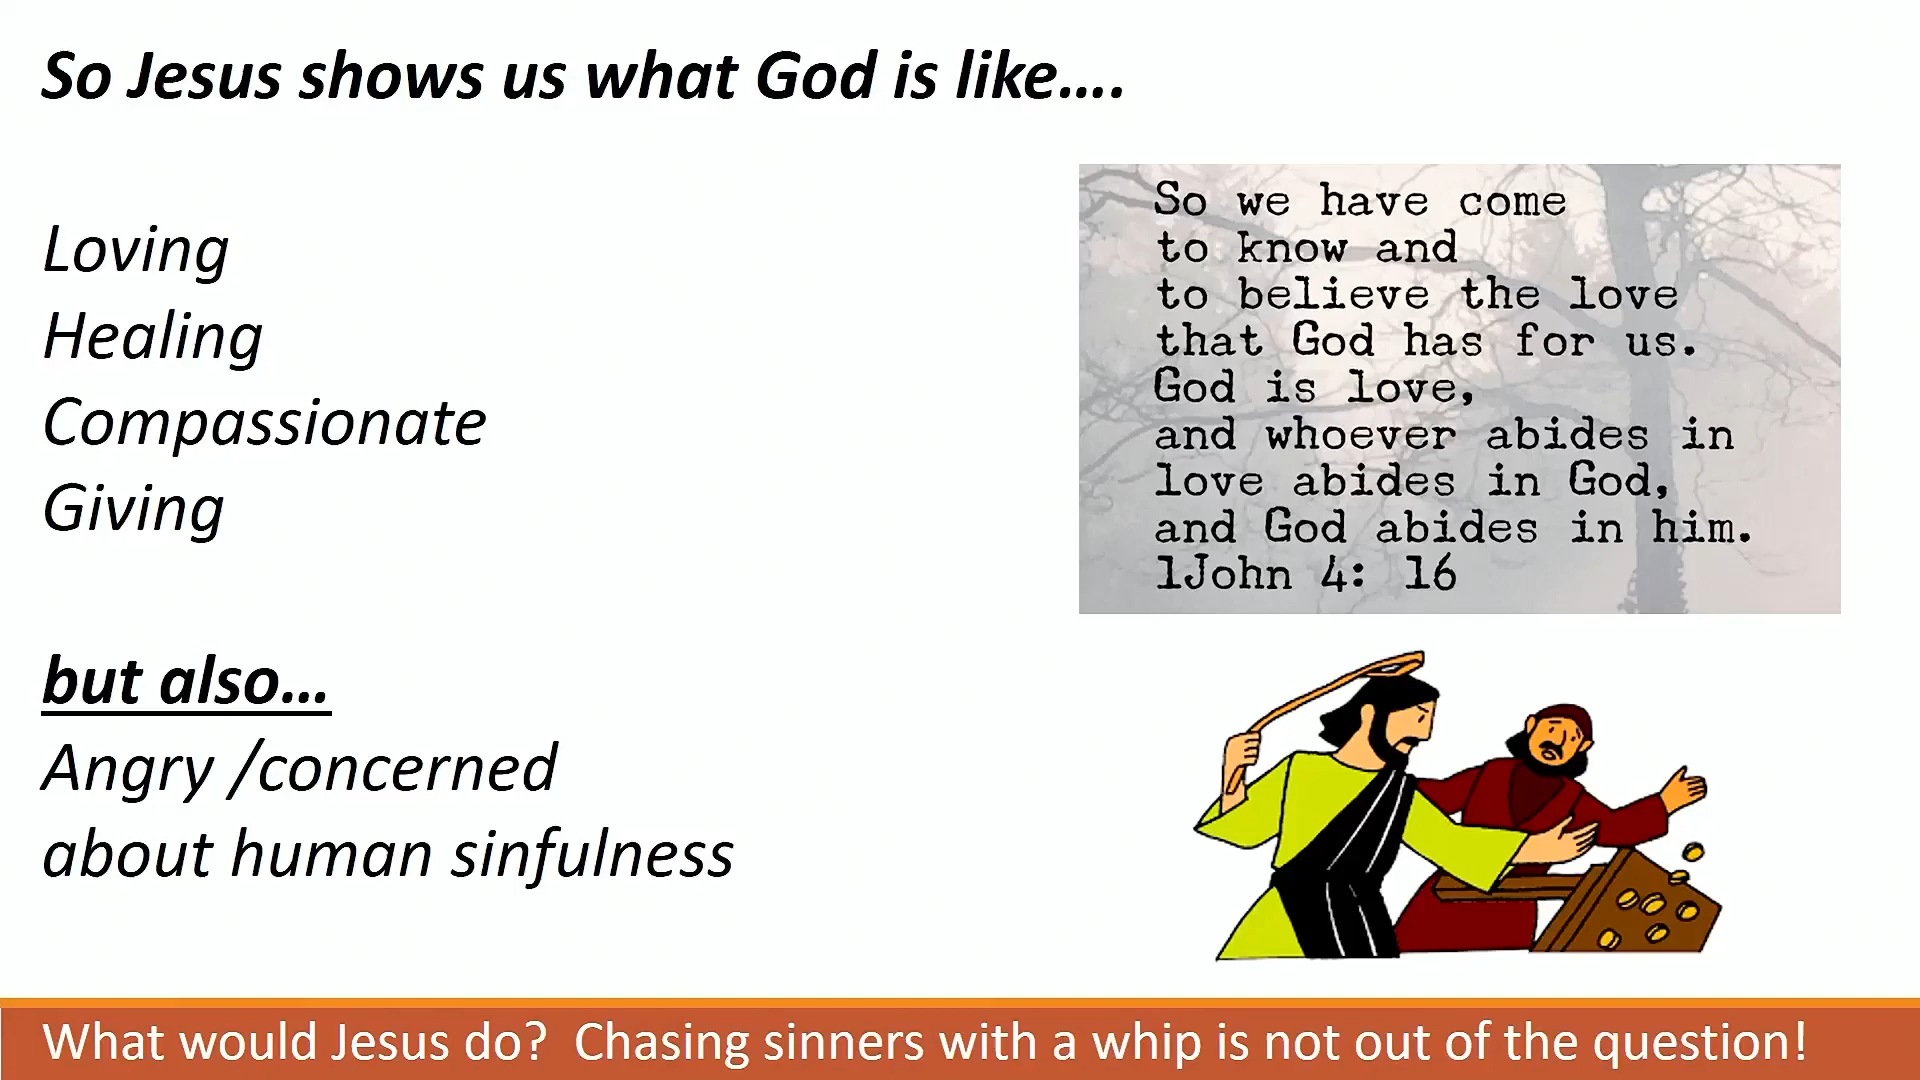 So Jesus shows us what God is like….
Loving
Healing
Compassionate
Giving
but also…
Angry /concerned
about human sinfulness
So we have come
to know and
to believe the love
that God has for us.
God is love,
and whoever abides in
love abides in God,
and God abides in him.
1John 4: 16
What would Jesus do?  Chasing sinners with a whip is not out of the question!